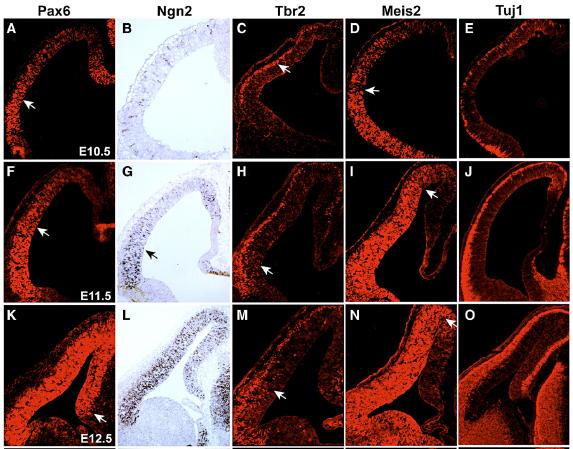 Pax6 Ngn2 Tbr2 Meis2 Tuj1
A B C D E
E10.5
F G H I J
E11.5
K L M N O
E12.5